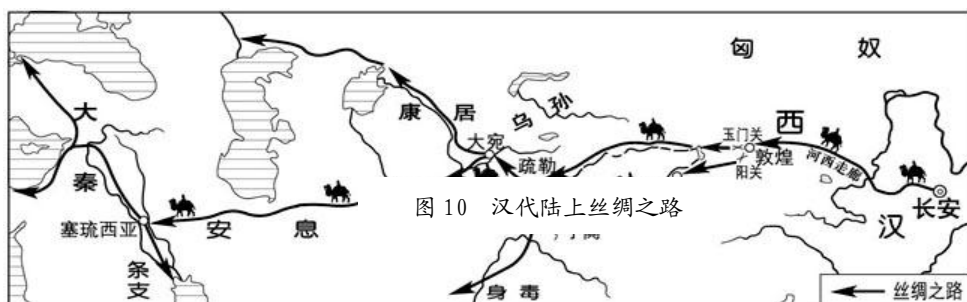 匈奴
大
康居
乌孙
西
玉门关
大宛
敦煌
河西走廊
疏勒
阳关
秦
图 10 汉代陆上丝绸之路
长安
塞琉西亚
安息
汉
条支
身毒
丝绸之路